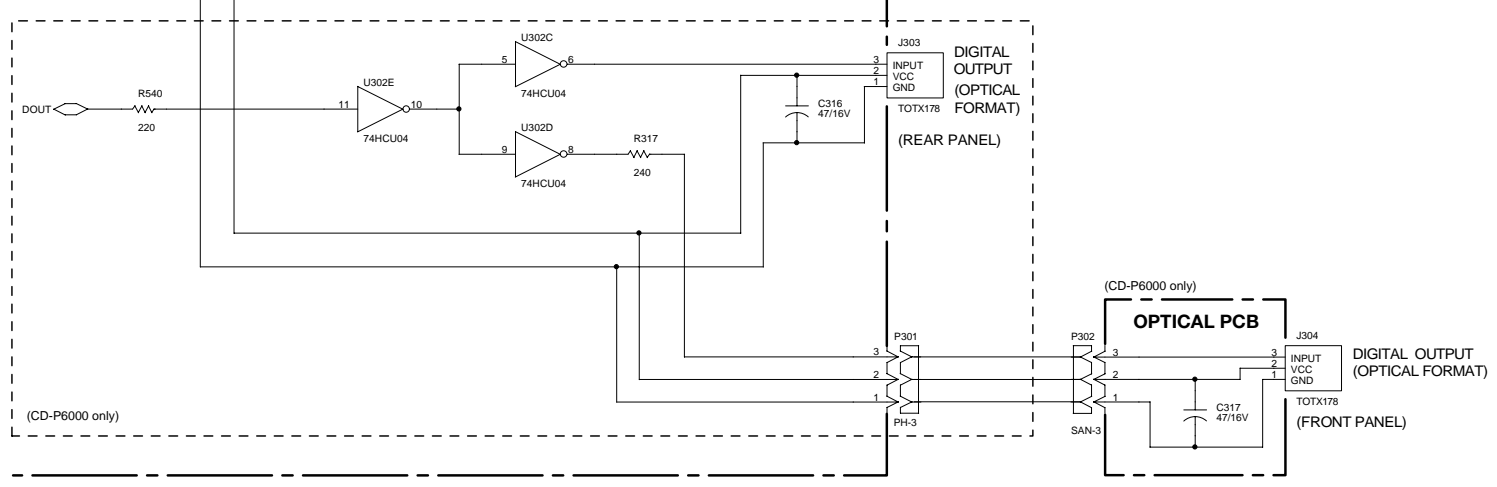 DOUT
R540
220
U302E
11
10
74HCU04
U302C
5
6
74HCU04
U302D
9
8
74HCU04
R317
240
C316
47/16V
J303
3
2
1
INPUT
VCC
GND
TOTX178
DIGITAL
OUTPUT
(OPTICAL
FORMAT)
(REAR PANEL)
P301
3
2
1
PH-3
(CD-P6000 only)
P302
3
2
1
SAN-3
(CD-P6000 only)
OPTICAL PCB
C317
47/16V
J304
3
2
1
INPUT
VCC
GND
TOTX178
DIGITAL OUTPUT
(OPTICAL FORMAT)
(FRONT PANEL)